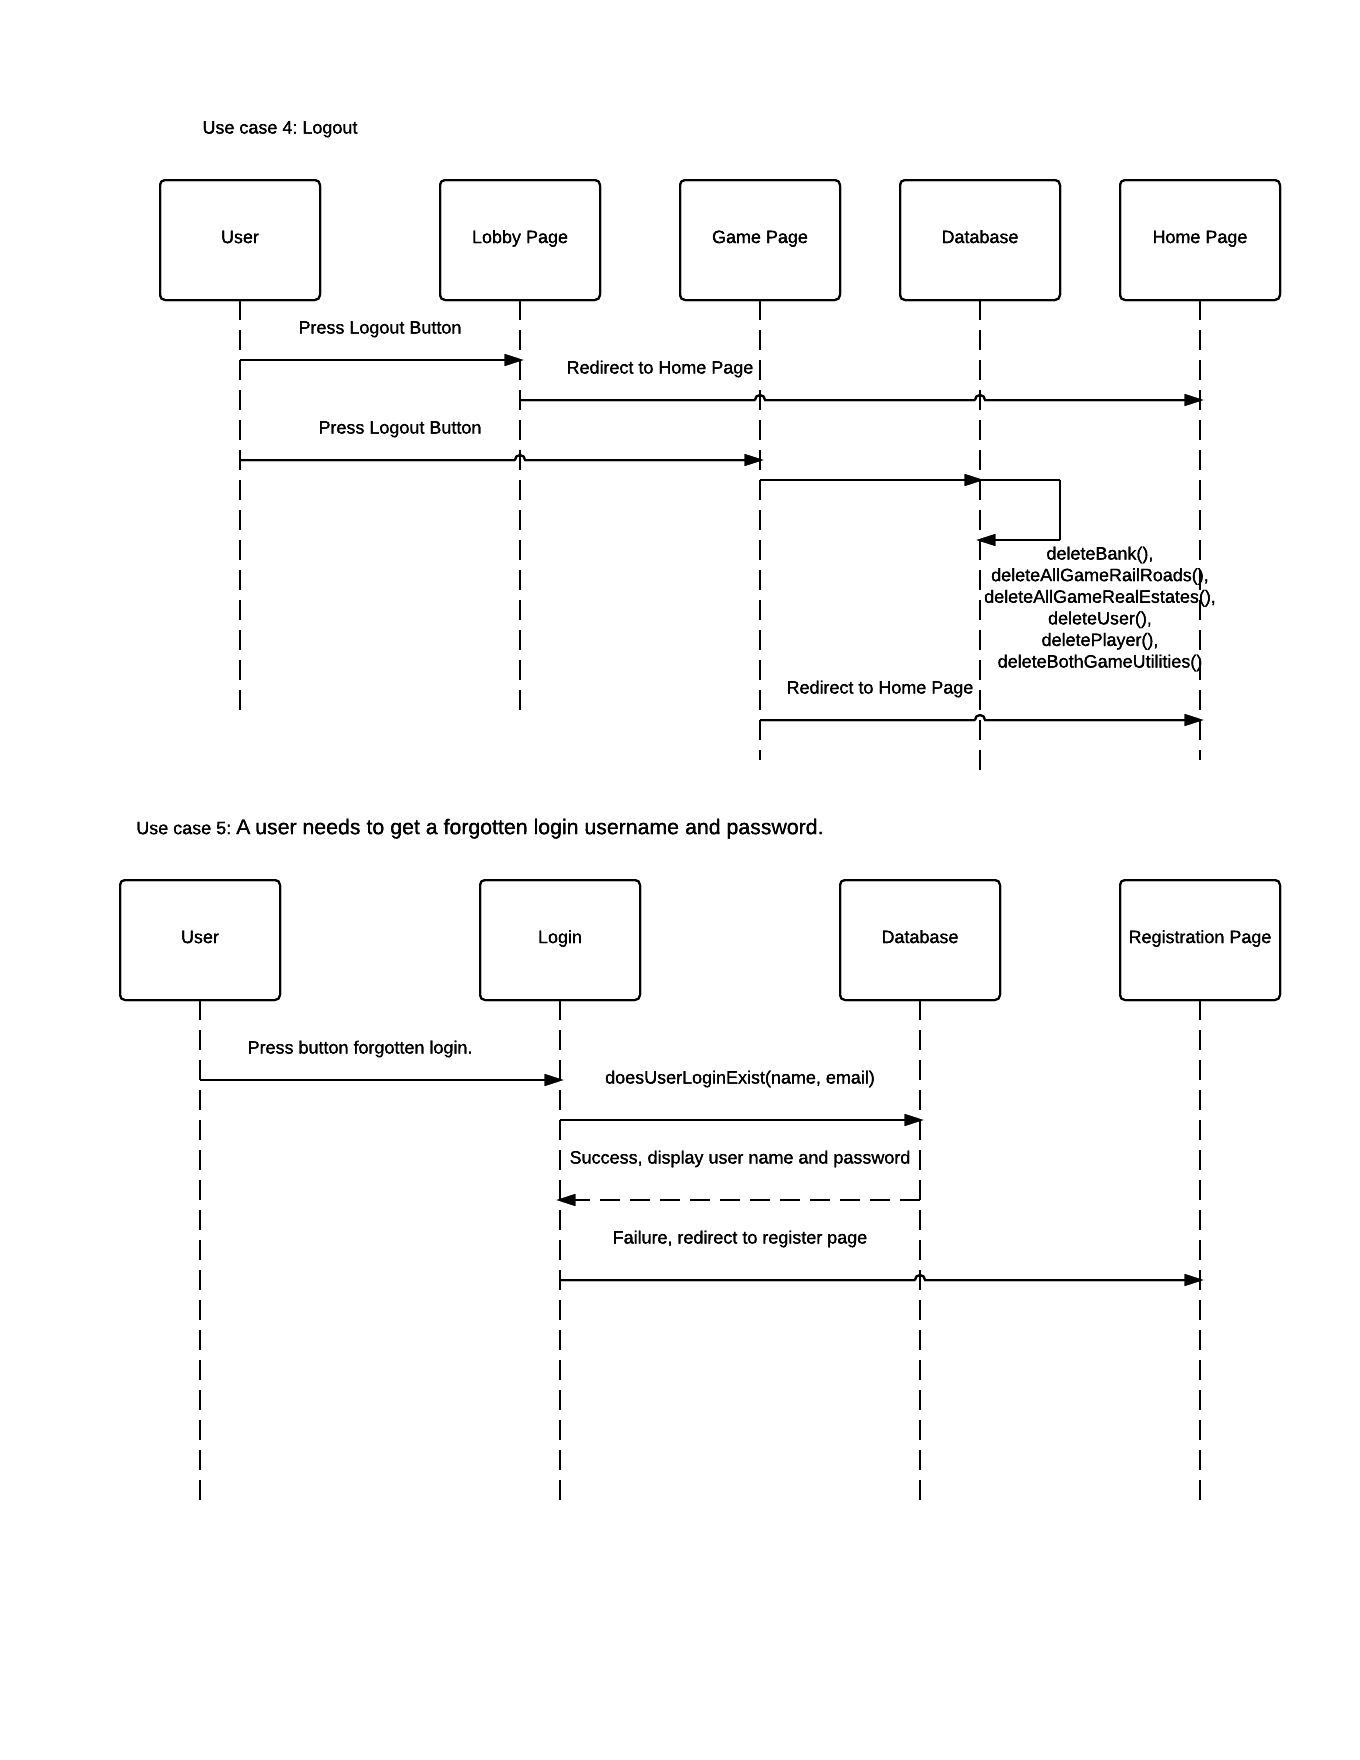 Use case 4: Logout
User
Lobby Page
Game Page
Database
Home Page
Press Logout Button
Redirect to Home Page
Press Logout Button
deleteBank(),
deleteAllGameRailRoads(),
deleteAllGameRealEstates(),
deleteUser(),
deletePlayer(),
deleteBothGameUtilities()
Redirect to Home Page
Use case 5: A user needs to get a forgotten login username and password.
User
Login
Database
Registration Page
Press button forgotten login.
doesUserLoginExist(name, email)
Success, display user name and password
Failure, redirect to register page